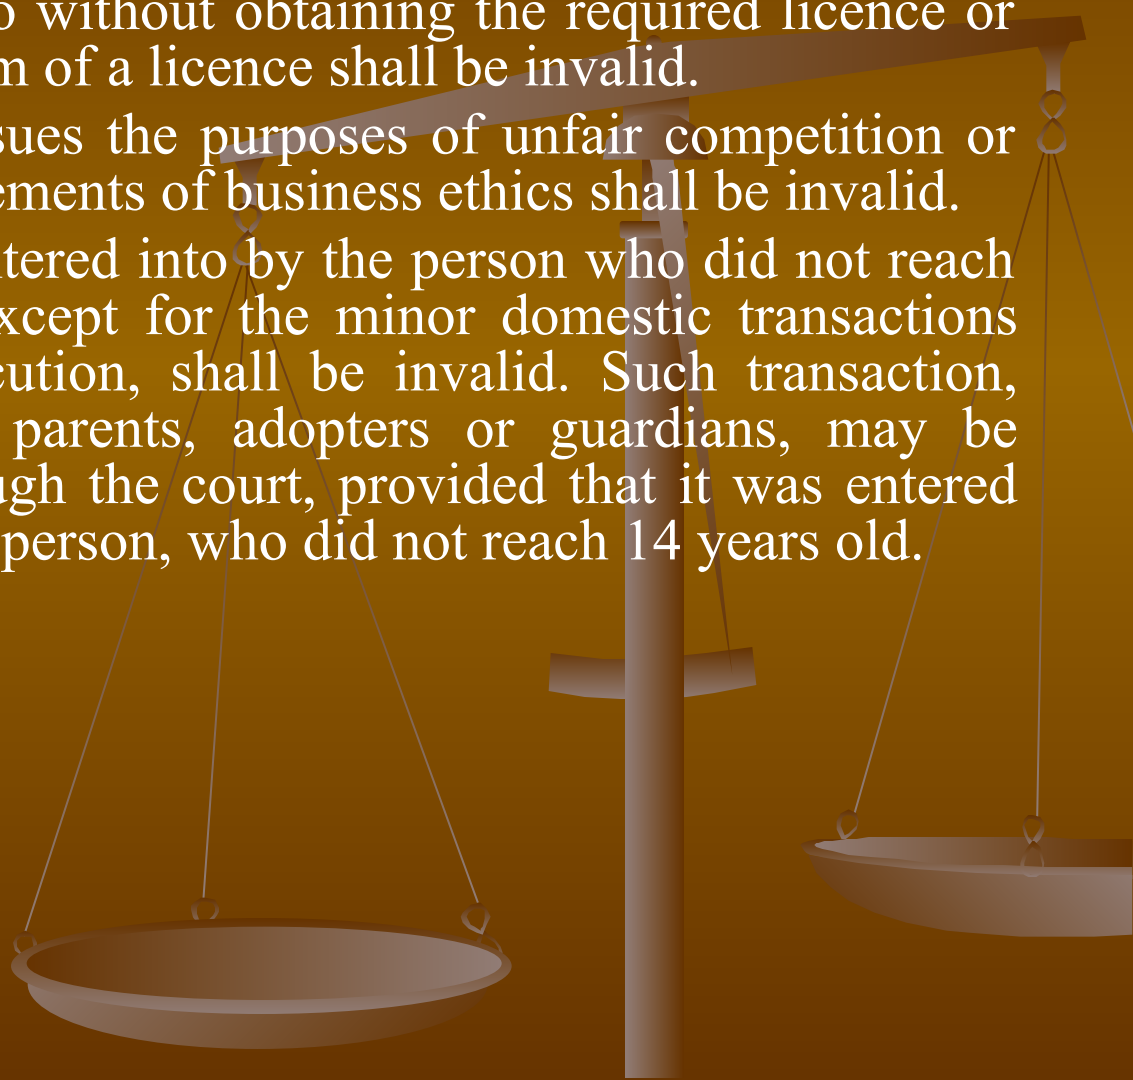 o without obtaining the required licence or
m of a licence shall be invalid.
sues the purposes of unfair competition or
ements of business ethics shall be invalid.
tered into by the person who did not reach
xcept for the minor domestic transactions
cution, shall be invalid. Such transaction,
parents, adopters or guardians, may be
ugh the court, provided that it was entered
person, who did not reach 14 years old.